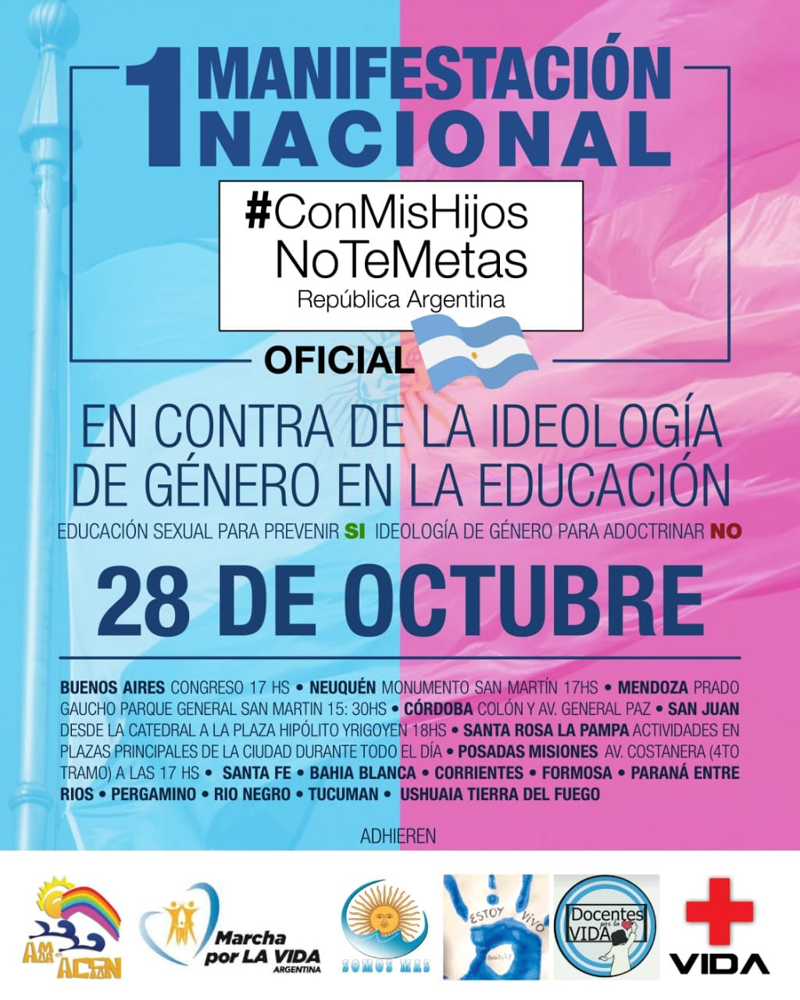 1 MANIFESTACIÓN
NACIONAL
#ConMisHijos
NoTeMetas
República Argentina
OFICIAL
EN CONTRA DE LA IDEOLOGÍA
DE GÉNERO EN LA EDUCACIÓN
EDUCACIÓN SEXUAL PARA PREVENIR SI IDEOLOGÍA DE GÉNERO PARA ADOCTRINAR NO
28 DE OCTUBRE
BUENOS AIRES CONGRESO 17 HS • NEUQUÉN MONUMENTO SAN MARTÍN 17HS • MENDOZA PRADO
GAUCHO PARQUE GENERAL SAN MARTIN 15: 30HS • CÓRDOBA COLÓN Y AV. GENERAL PAZ • SAN JUAN
DESDE LA CATEDRAL A LA PLAZA HIPÓLITO YRIGOYEN 18HS • SANTA ROSA LA PAMPA ACTIVIDADES EN
PLAZAS PRINCIPALES DE LA CIUDAD DURANTE TODO EL DÍA • POSADAS MISIONES AV. COSTANERA (4TO
TRAMO) A LAS 17 HS • SANTA FE • BAHIA BLANCA • CORRIENTES • FORMOSA • PARANÁ ENTRE
RIOS • PERGAMINO • RIO NEGRO • TUCUMAN • USHUAIA TIERRA DEL FUEGO
ADHIEREN
Marcha
por LA VIDA
ARGENTINA
SOMOS MAS
ESTOY VIVO
Docentes
por la
VIDA
VIDA